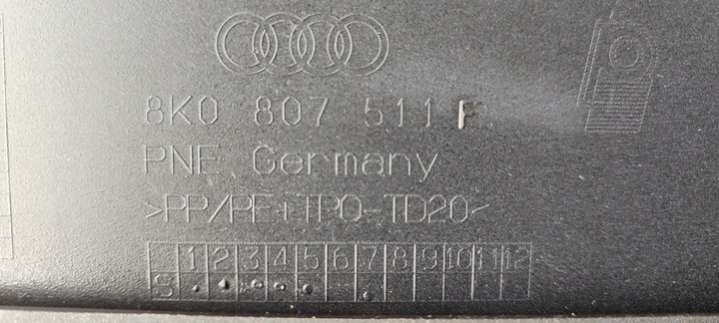 8K0 807 511 F
PNE Germany
>PP/PE+TPO-TD20<
1 2 3 4 5 6 7 8 9 10 11 12
S